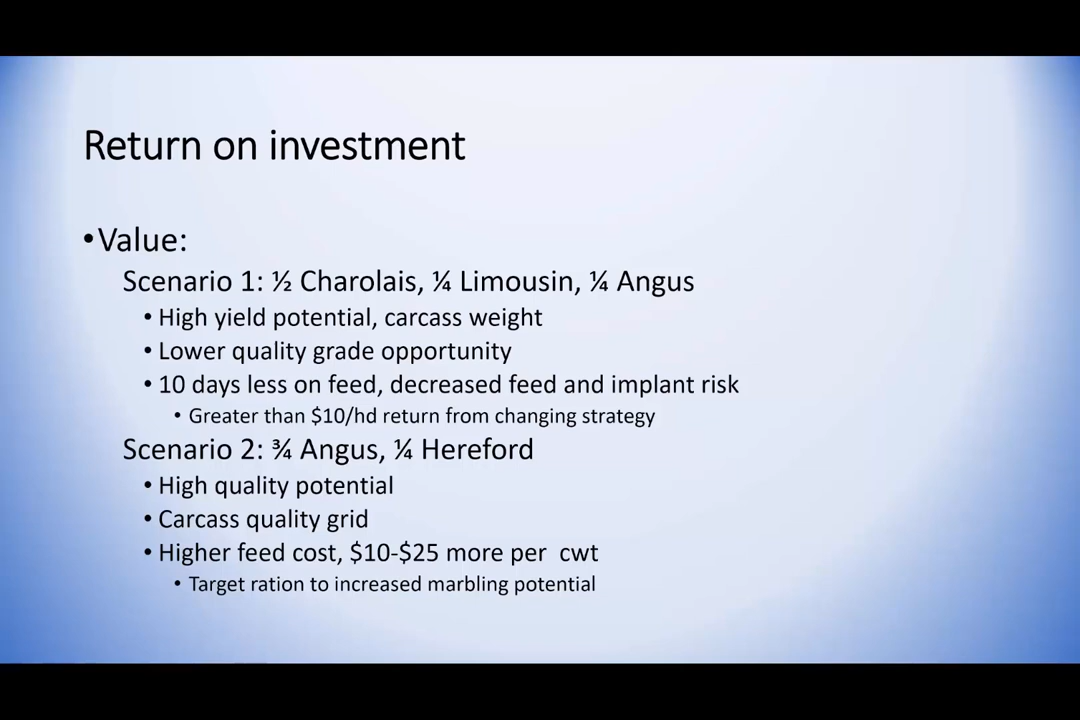 Return on investment
•Value:
Scenario 1: ½ Charolais, ¼ Limousin, ¼ Angus
• High yield potential, carcass weight
• Lower quality grade opportunity
• 10 days less on feed, decreased feed and implant risk
• Greater than $10/hd return from changing strategy
Scenario 2: ¾ Angus, ¼ Hereford
• High quality potential
• Carcass quality grid
• Higher feed cost, $10-$25 more per  cwt
• Target ration to increased marbling potential